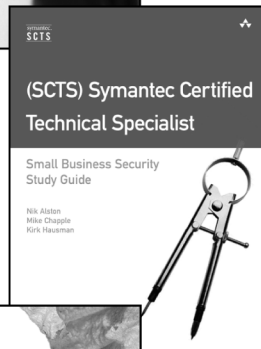 symantec.
SCTS
(SCTS) Symantec Certified
Technical Specialist
Small Business Security
Study Guide
Nik Alston
Mike Chapple
Kirk Hausman